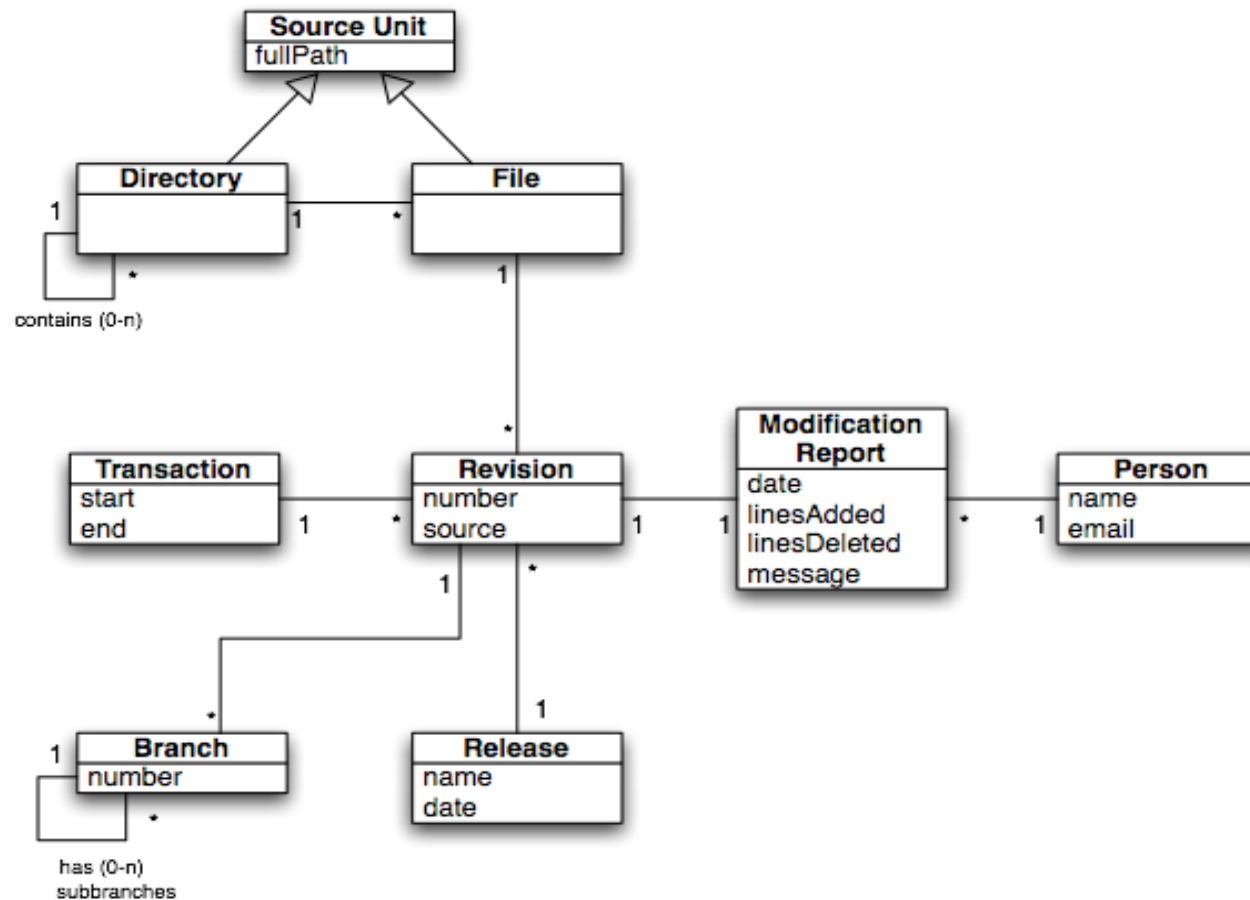 Source Unit
fullPath
Directory
File
1
1
*
*
1
contains (0-n)
*
Modification
Report
Transaction
Revision
Person
start
number
date
name
end
source
linesAdded
email
linesDeleted
message
1
*
1
1
*
1
1
*
*
1
Branch
Release
1
number
name
date
*
has (0-n)
subbranches